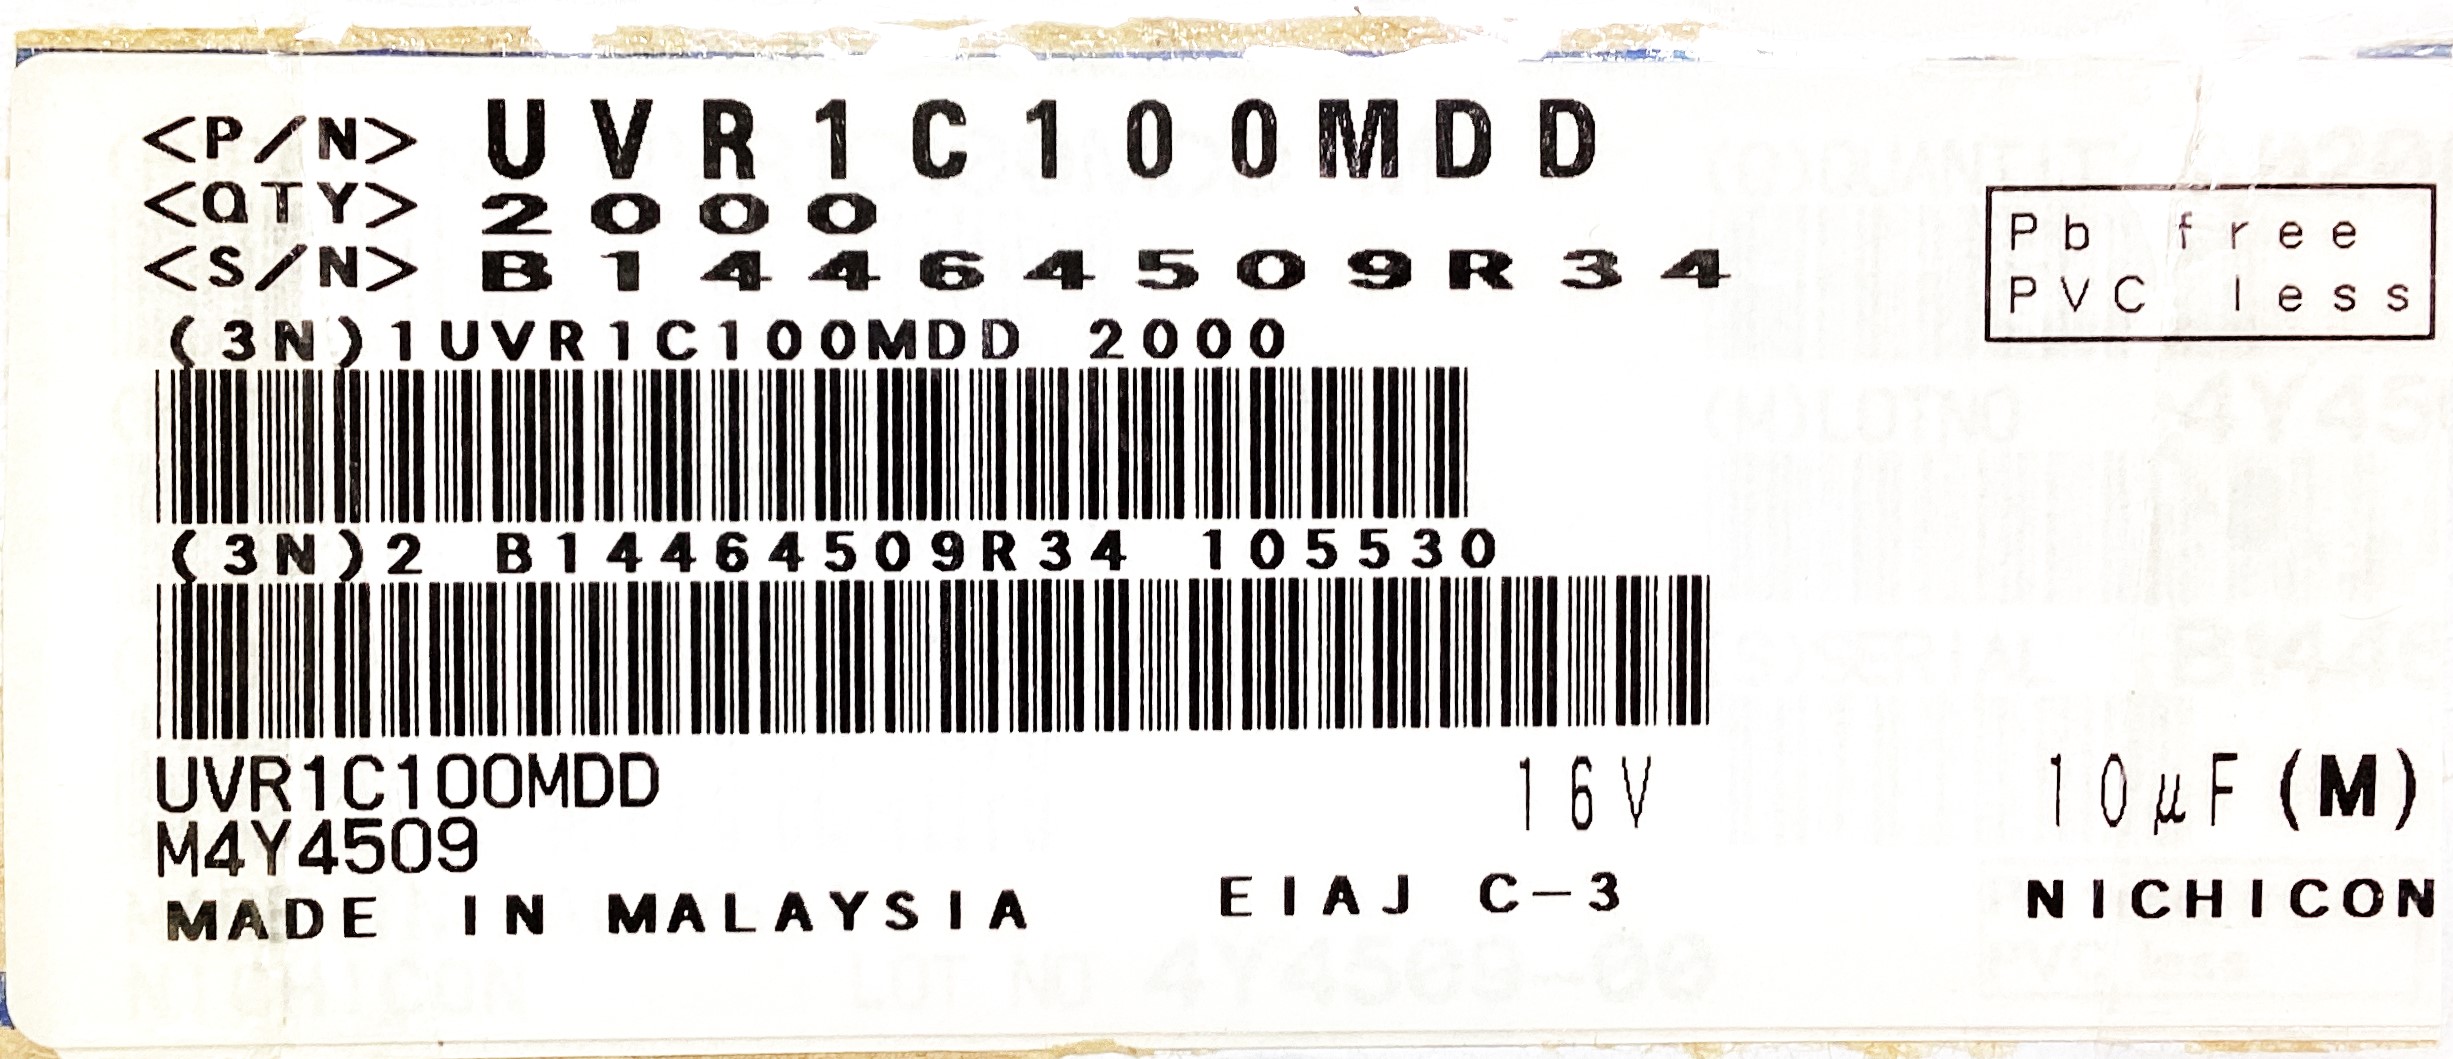 <P/N> UVR1C100MDD
<QTY> 2000
<S/N> B14464509R34
Pb free
PVC less
(3N)1UVR1C100MDD 2000
(3N)2 B14464509R34 105530
UVR1C100MDD 16V 10μF(M)
M4Y4509
MADE IN MALAYSIA EIAJ C-3 NICHICON